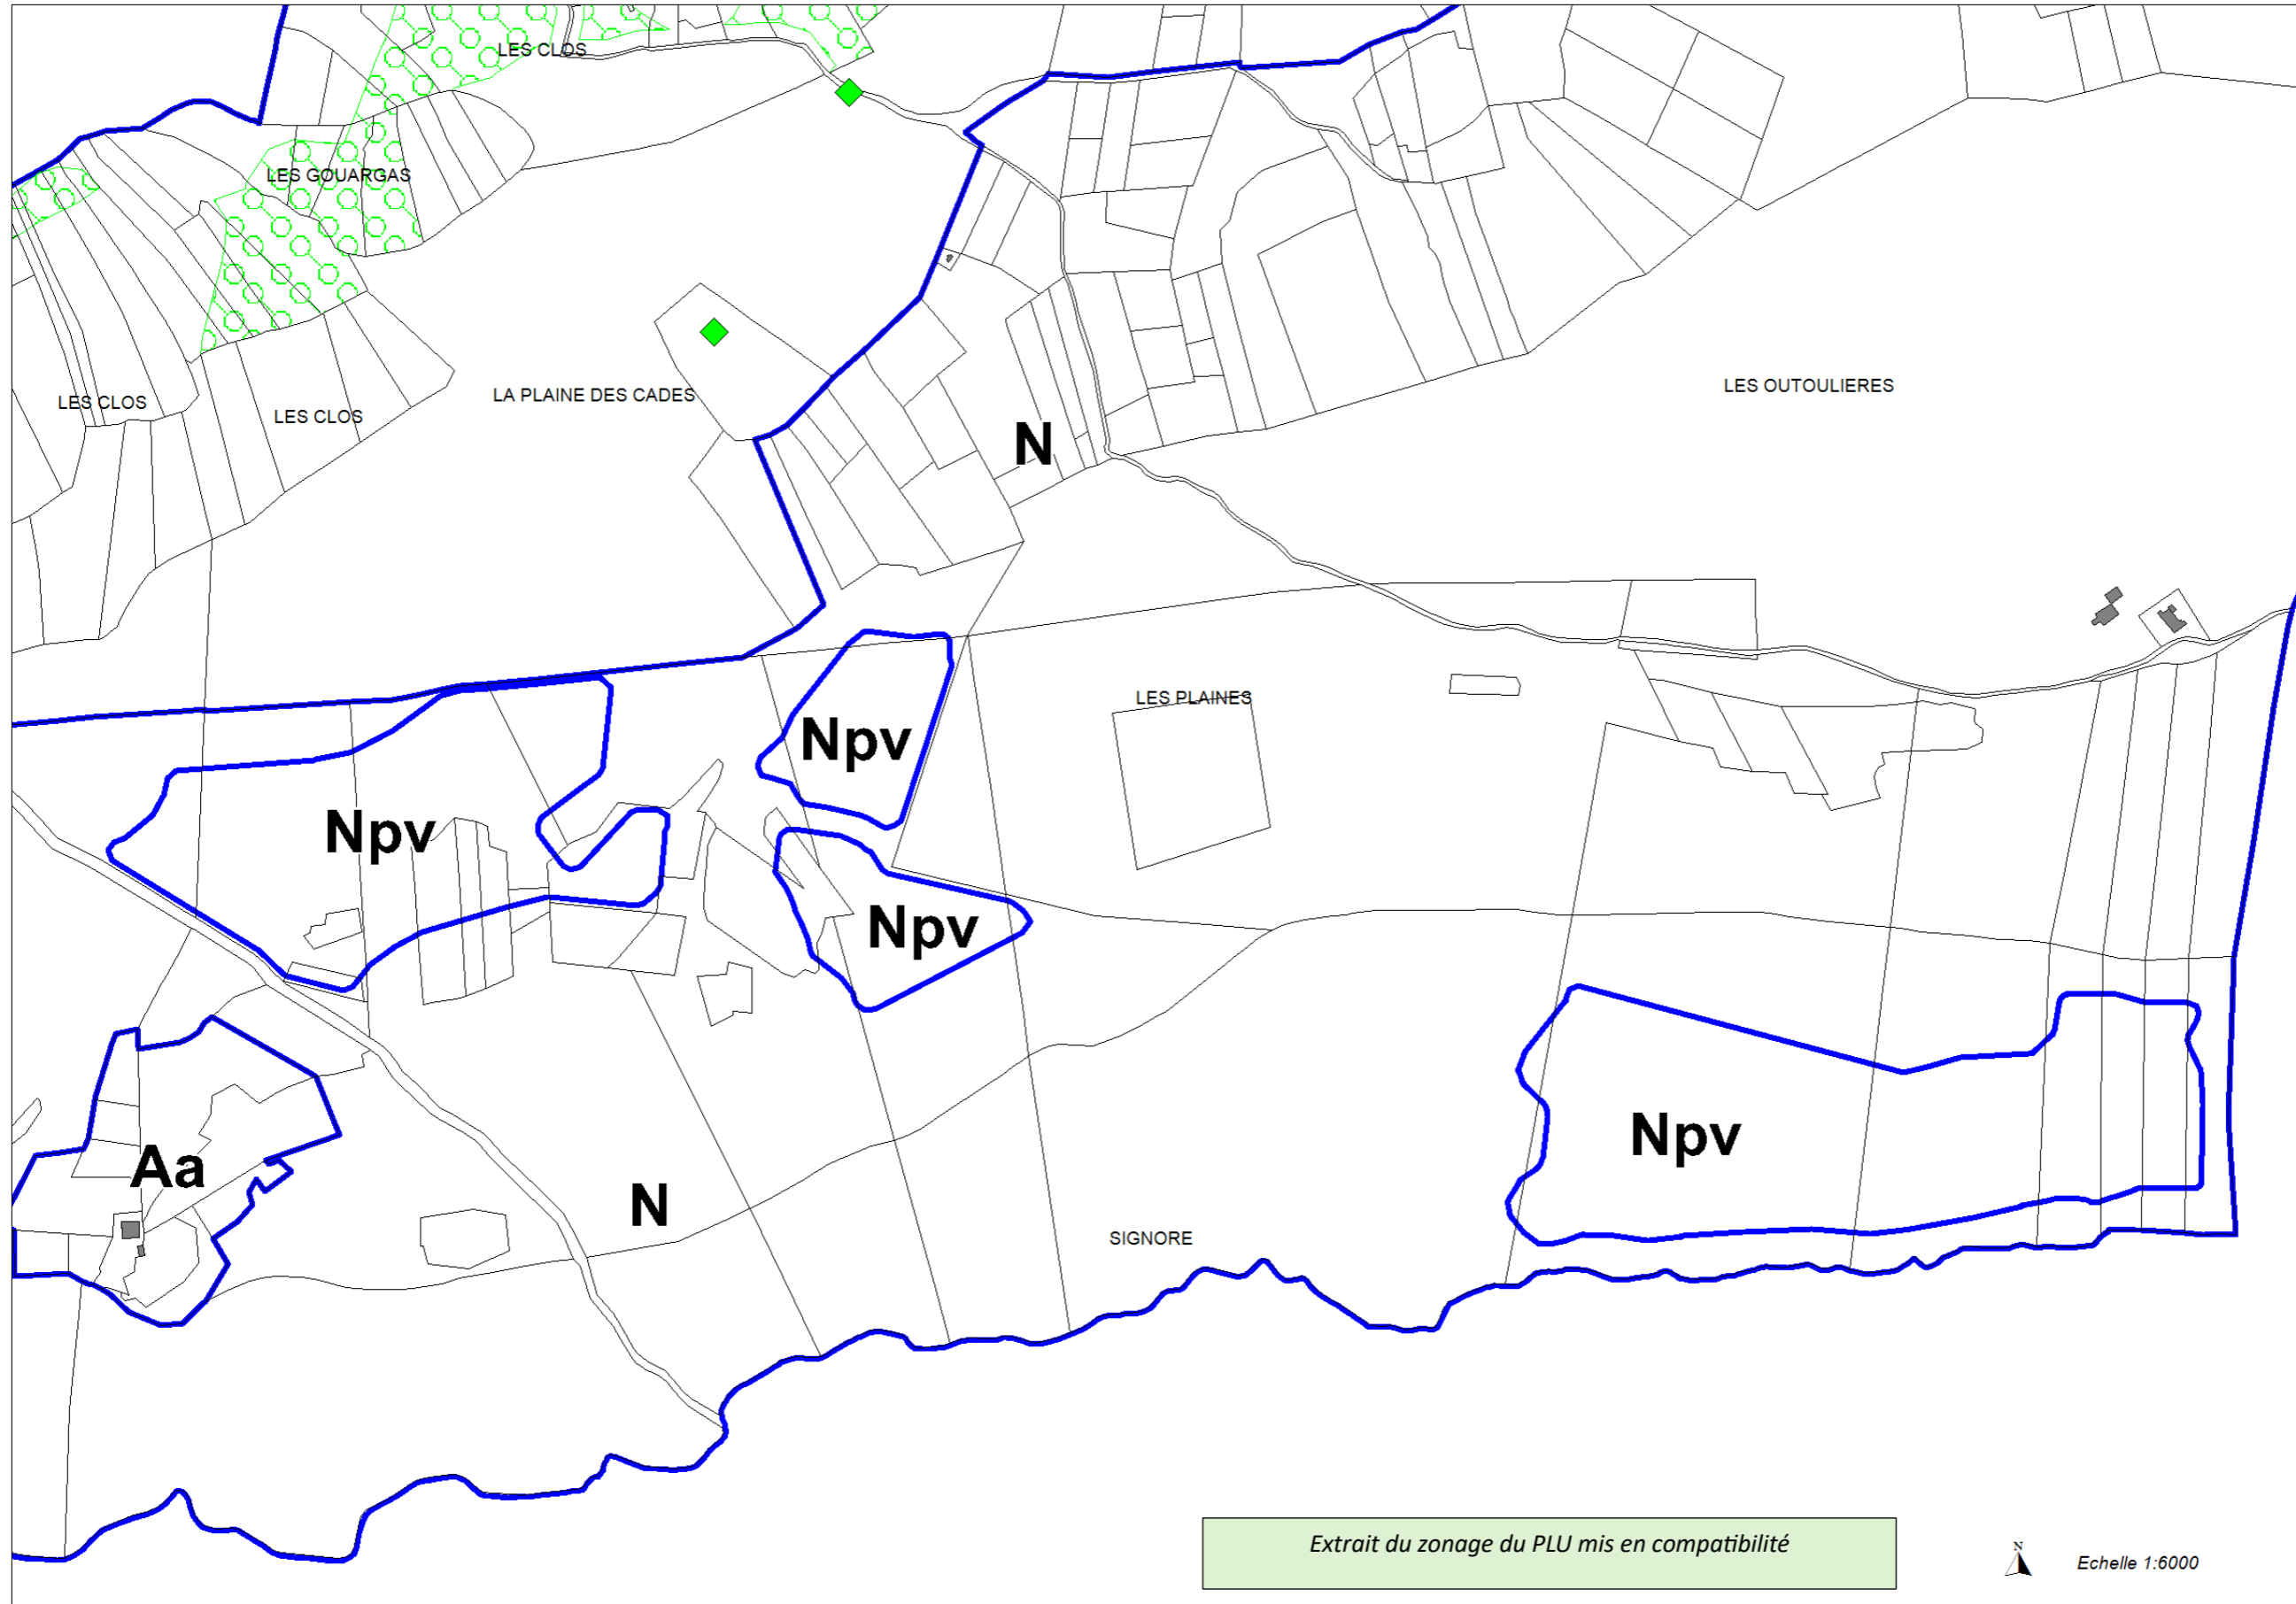 LES CLOS
LES GOUARGAS
LES CLOS
LES CLOS
LA PLAINE DES CADES
LES OUTOULIERES
N
LES PLAINES
Npv
Npv
Npv
Npv
Aa
N
SIGNORE
Extrait du zonage du PLU mis en compatibilité
N
Echelle 1:6000